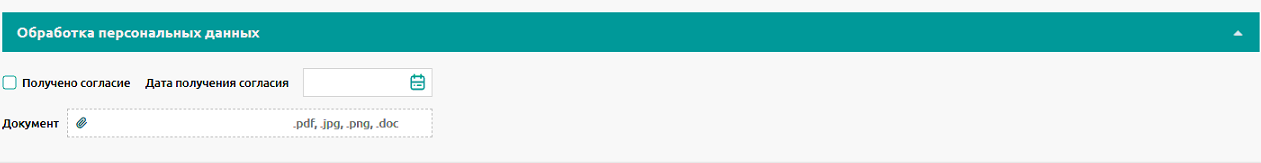 Обработка персональных данных
Получено согласие Дата получения согласия
Документ .pdf, .jpg, .png, .doc